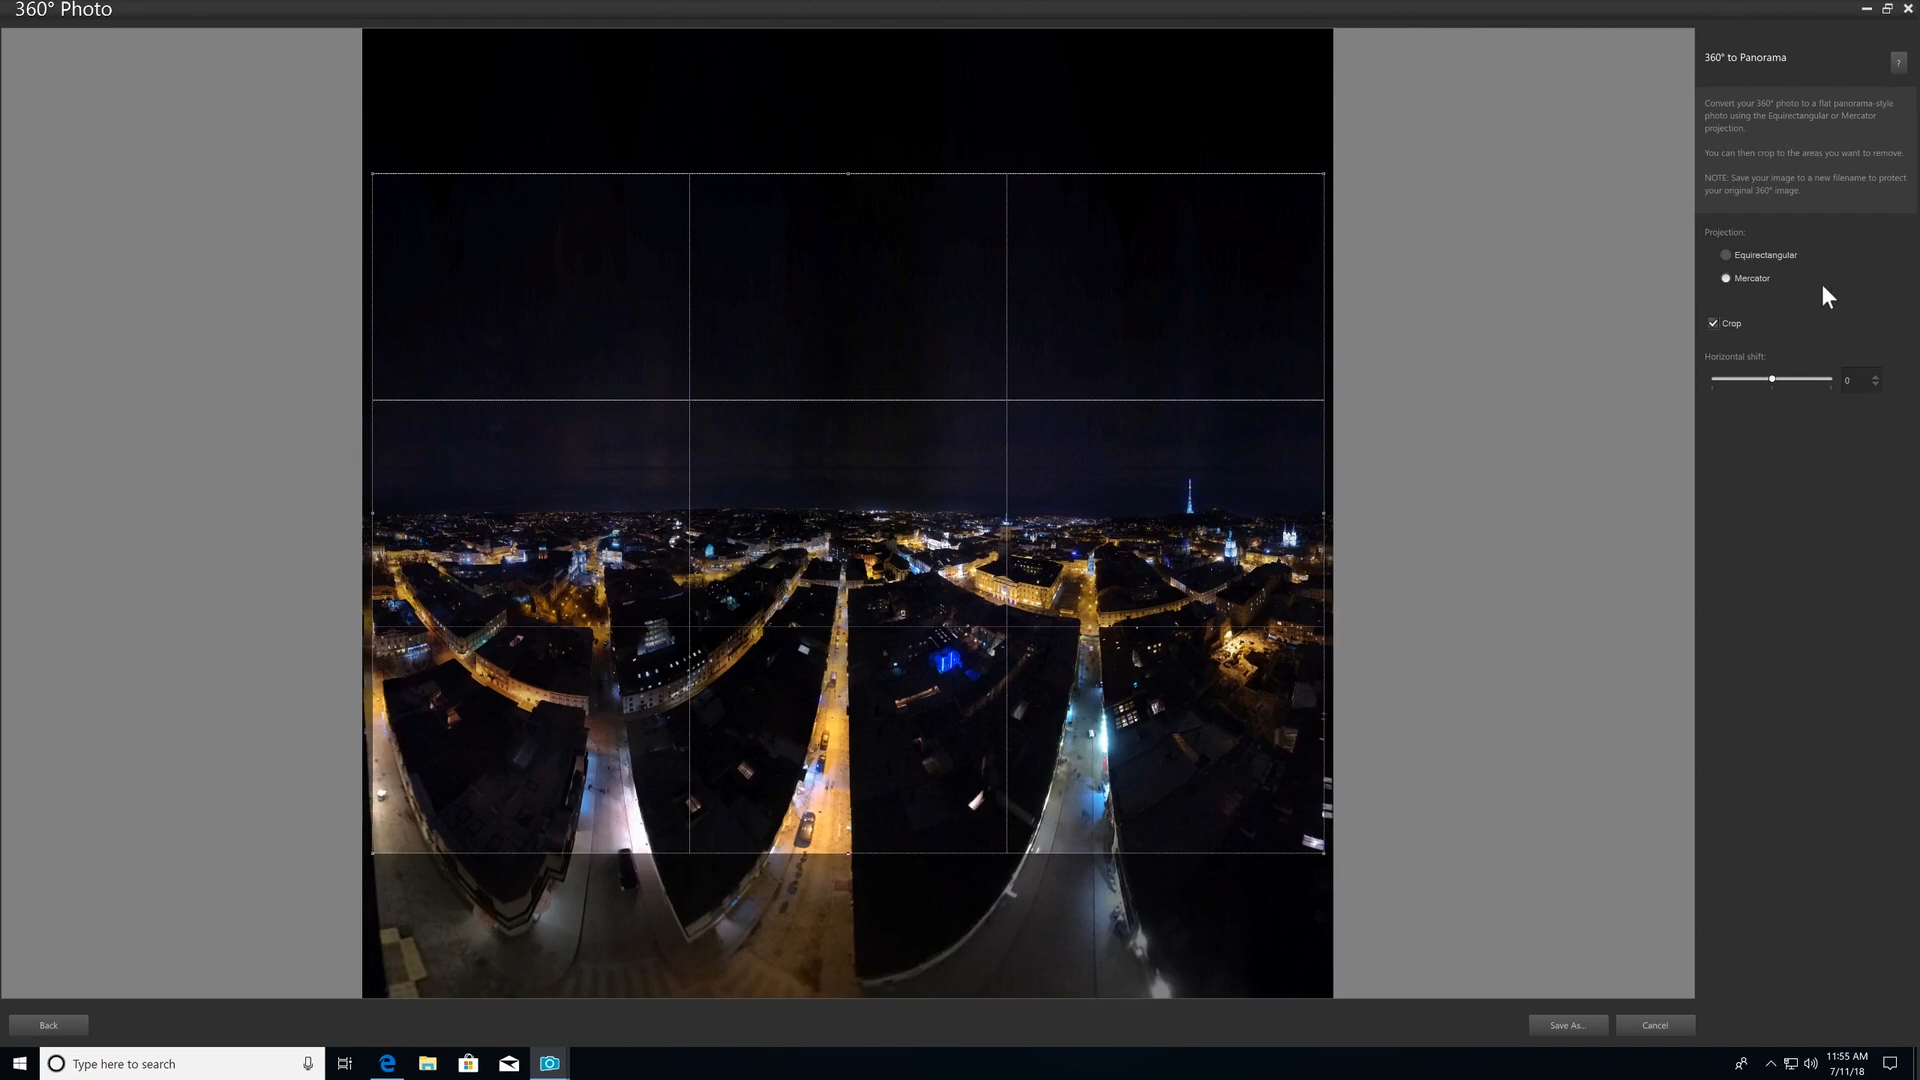 360° Photo
360° to Panorama
?
Convert your 360° photo to a flat panorama-style
photo using the Equirectangular or Mercator
projection.
You can then crop to the areas you want to remove.
NOTE: Save your image to a new filename to protect
your original 360° image.
Projection:
Equirectangular
Mercator
Crop
Horizontal shift:
0
Back
Save As...
Cancel
Type here to search
11:55 AM
7/11/18